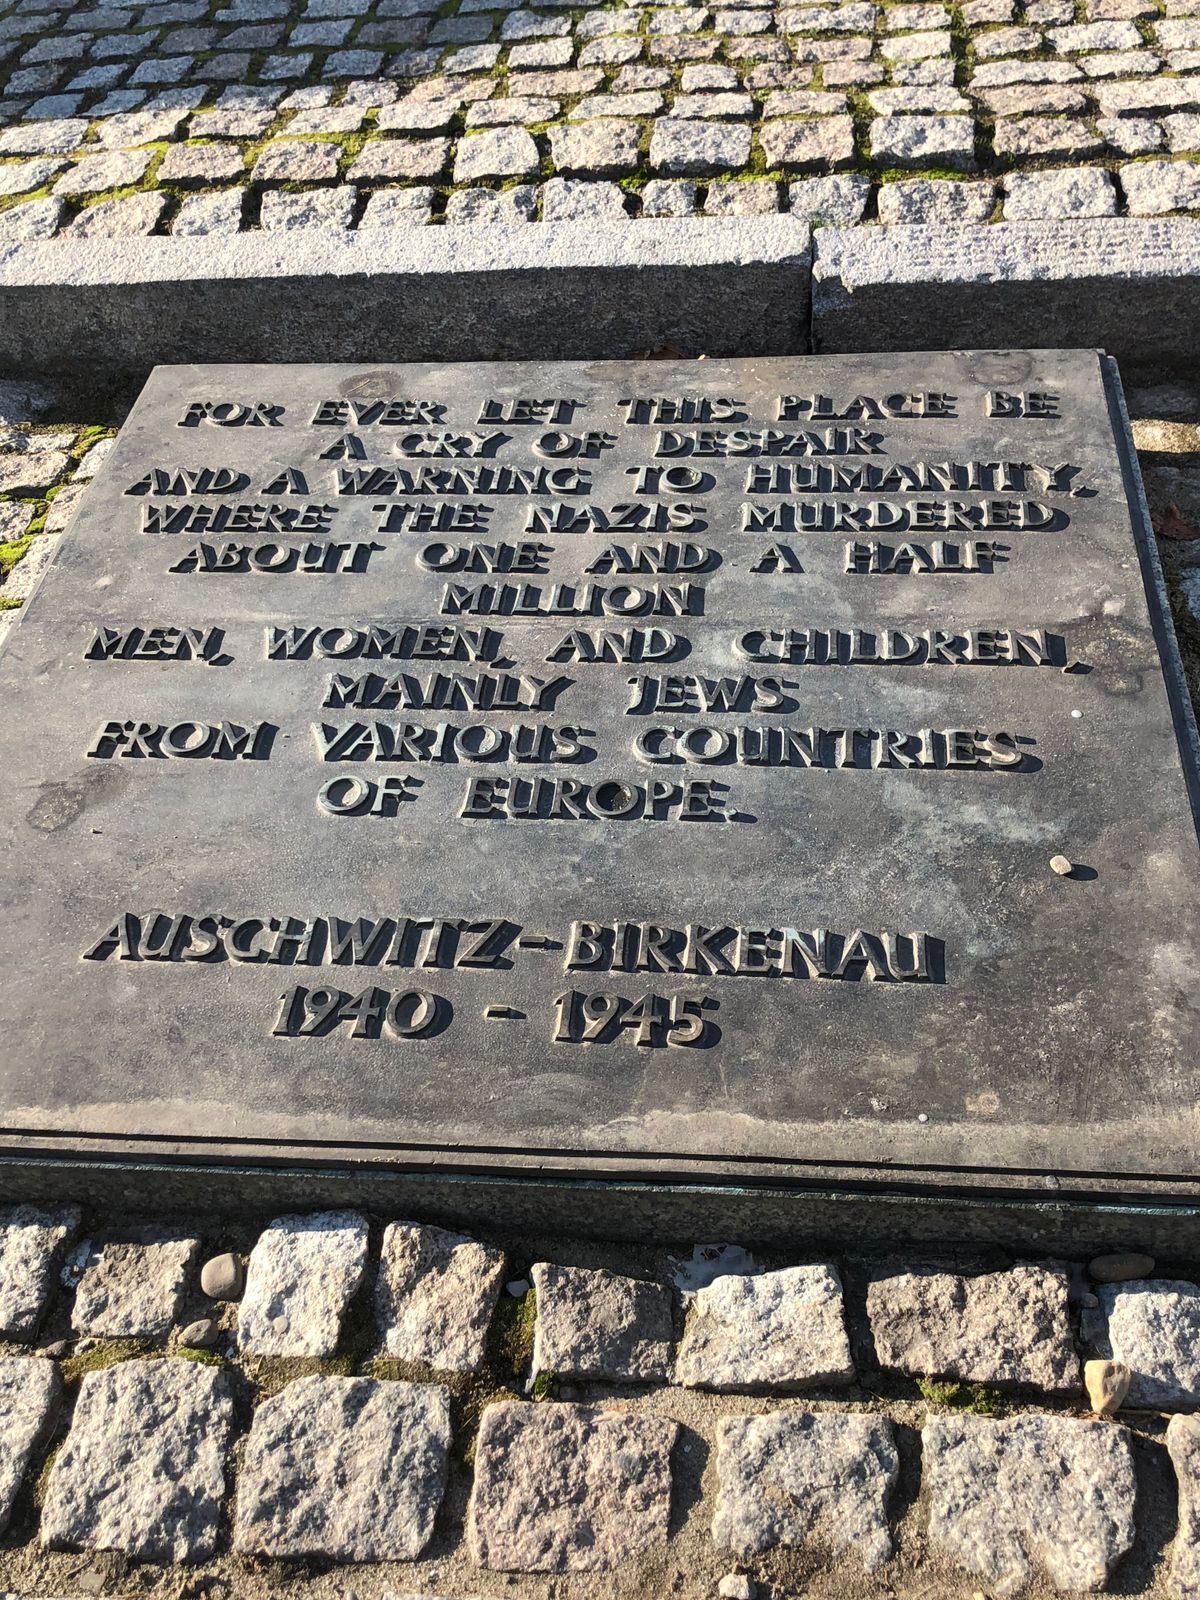 FOR EVER LET THIS PLACE BE
A CRY OF DESPAIR
AND A WARNING TO HUMANITY,
WHERE THE NAZIS MURDERED
ABOUT ONE AND A HALF
MILLION
MEN, WOMEN, AND CHILDREN,
MAINLY JEWS
FROM VARIOUS COUNTRIES
OF EUROPE.
AUSCHWITZ-BIRKENAU
1940 - 1945